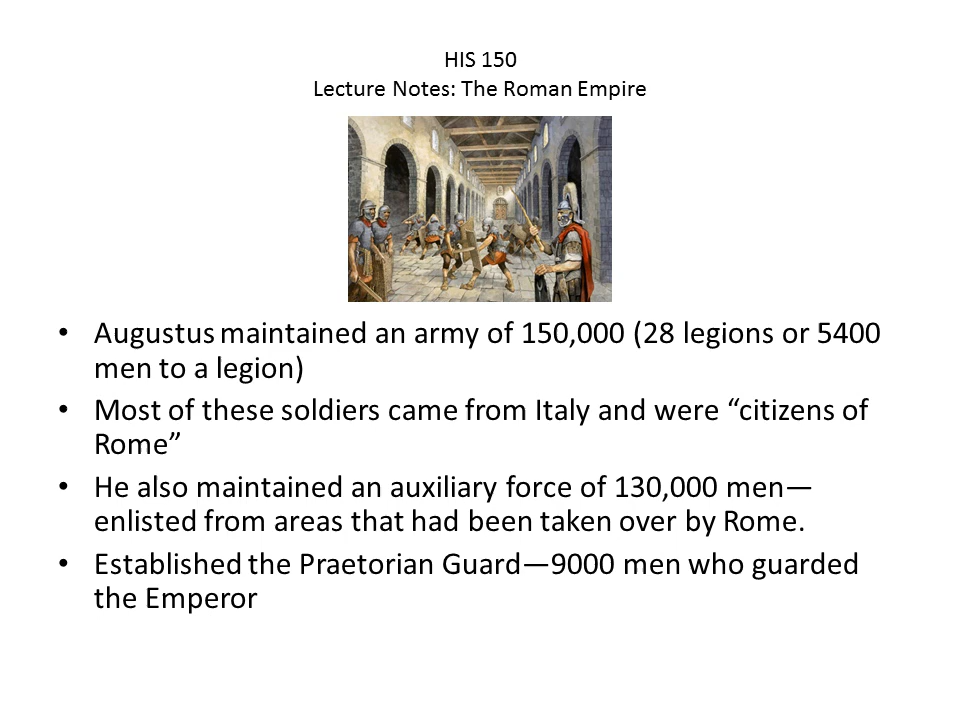 HIS 150
Lecture Notes: The Roman Empire
• Augustus maintained an army of 150,000 (28 legions or 5400
men to a legion)
• Most of these soldiers came from Italy and were “citizens of
Rome”
• He also maintained an auxiliary force of 130,000 men—
enlisted from areas that had been taken over by Rome.
• Established the Praetorian Guard—9000 men who guarded
the Emperor